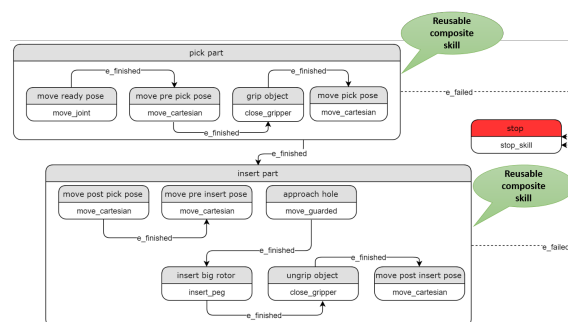 Reusable
composite
skill
pick part
e_finished
e_finished
move ready pose
move pre pick pose
grip object
move pick pose
move_joint
move_cartesian
close_gripper
move_cartesian
e_finished
e_failed
stop
stop_skill
e_finished
insert part
Reusable
composite
skill
move post pick pose
move pre insert pose
approach hole
move_cartesian
move_cartesian
move_guarded
e_finished
e_finished
e_failed
e_finished
insert big rotor
ungrip object
move post insert pose
insert_peg
close_gripper
move_cartesian
e_finished